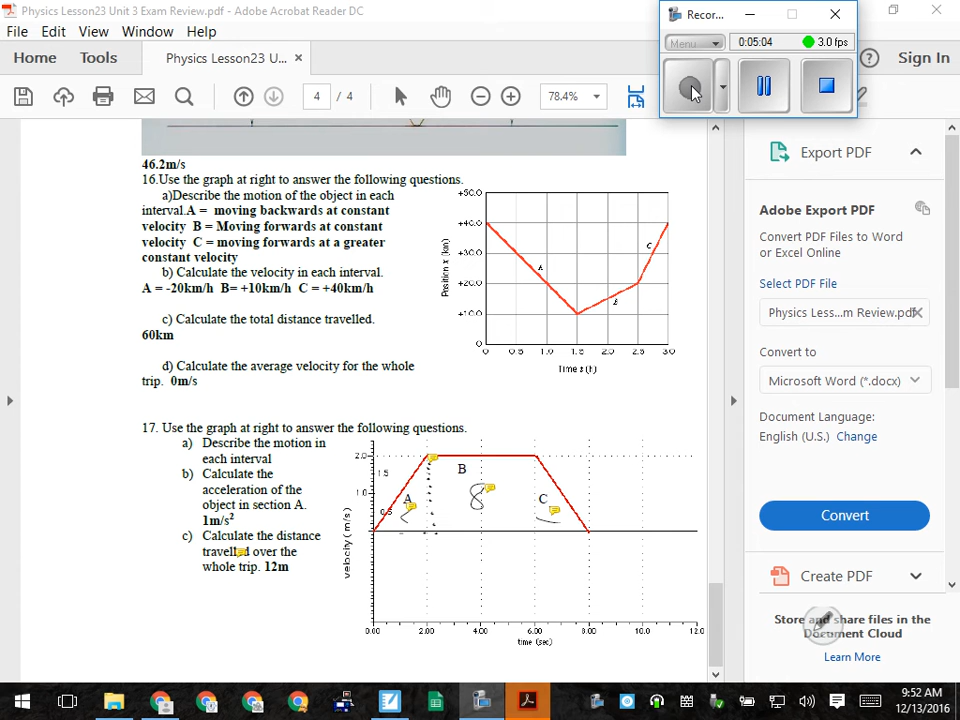 Physics Lesson23 Unit 3 Exam Review.pdf - Adobe Acrobat Reader DC
File Edit View Window Help
Home Tools Physics Lesson23 U... × Sign In
4 / 4 78.4%
Recor...
Menu 0:05:04 3.0 fps
46.2m/s
16.Use the graph at right to answer the following questions.
a)Describe the motion of the object in each
interval.A = moving backwards at constant
velocity B = Moving forwards at constant
velocity C = moving forwards at a greater
constant velocity
b) Calculate the velocity in each interval.
A = -20km/h B= +10km/h C = +40km/h
c) Calculate the total distance travelled.
60km
d) Calculate the average velocity for the whole
trip. 0m/s
Position x (km)
+50.0
+40.0
+30.0
+20.0
+10.0
0
A
B
C
0 0.5 1.0 1.5 2.0 2.5 3.0
Time t (h)
17. Use the graph at right to answer the following questions.
a) Describe the motion in
each interval
b) Calculate the
acceleration of the
object in section A.
1m/s²
c) Calculate the distance
travelled over the
whole trip. 12m
velocity (m/s)
2.0
1.5
1.0
0.5
A
B
C
8
0.00 2.00 4.00 6.00 8.00 10.0 12.0
time (sec)
Export PDF
Adobe Export PDF
Convert PDF Files to Word
or Excel Online
Select PDF File
Physics Less...m Review.pdf
Convert to
Microsoft Word (*.docx)
Document Language:
English (U.S.) Change
Convert
Create PDF
Store and share files in the
Document Cloud
Learn More
9:52 AM
12/13/2016